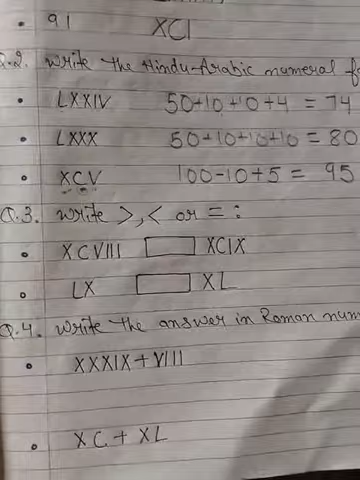 • 91 XCI
Q.2. Write the Hindu-Arabic numeral
• LXXIV 50+10+10+4 = 74
• LXXX 50+10+10+10 = 80
• XCV 100-10+5 = 95
Q.3. Write >, < or = :
• XCVIII XCIX
• LX XL
Q.4. Write the answer in Roman num
• XXXIX + VIII
• XC + XL